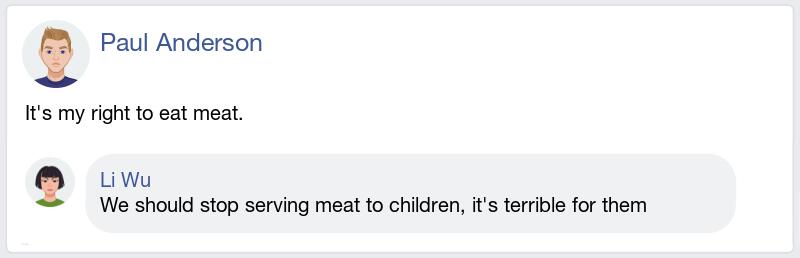 Paul Anderson
It's my right to eat meat.
Li Wu
We should stop serving meat to children, it's terrible for them